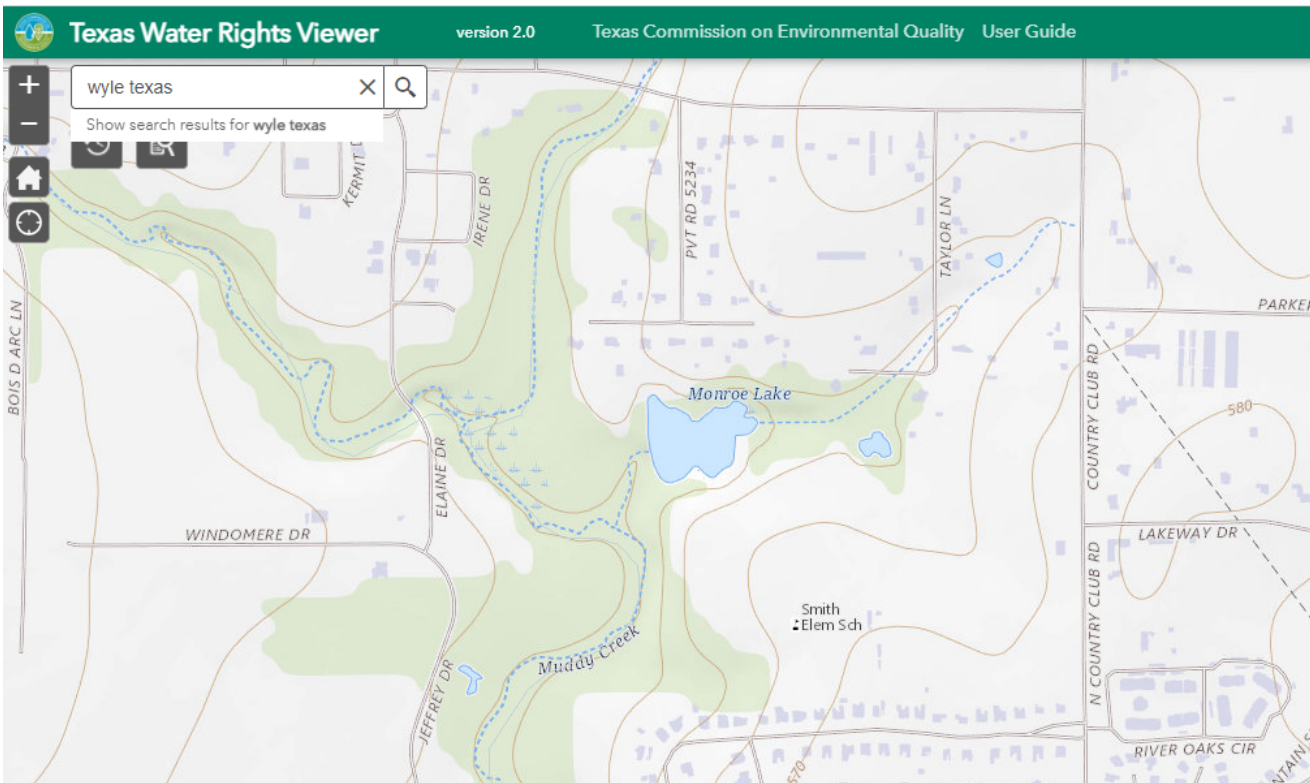 Texas Water Rights Viewer version 2.0 Texas Commission on Environmental Quality User Guide
wyle texas
Show search results for wyle texas
KERMIT D
IRENE DR
PVT RD 5234
TAYLOR LN
BOIS D ARC LN
PARKER
COUNTRY CLUB RD
Monroe Lake
580
ELAINE DR
WINDOMERE DR
LAKEWAY DR
N COUNTRY CLUB RD
Smith
Elem Sch
Muddy Creek
JEFFREY DR
RIVER OAKS CIR
570
NTAIN S